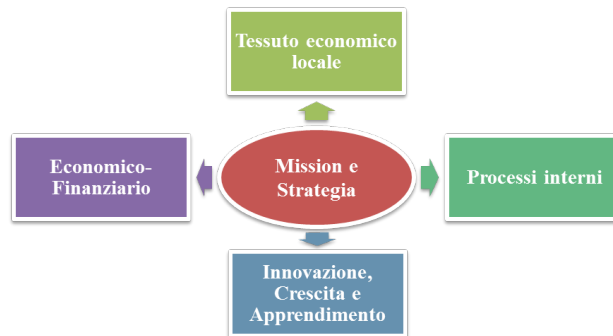 Tessuto economico
locale
Economico-
Finanziario
Mission e
Strategia
Processi interni
Innovazione,
Crescita e
Apprendimento